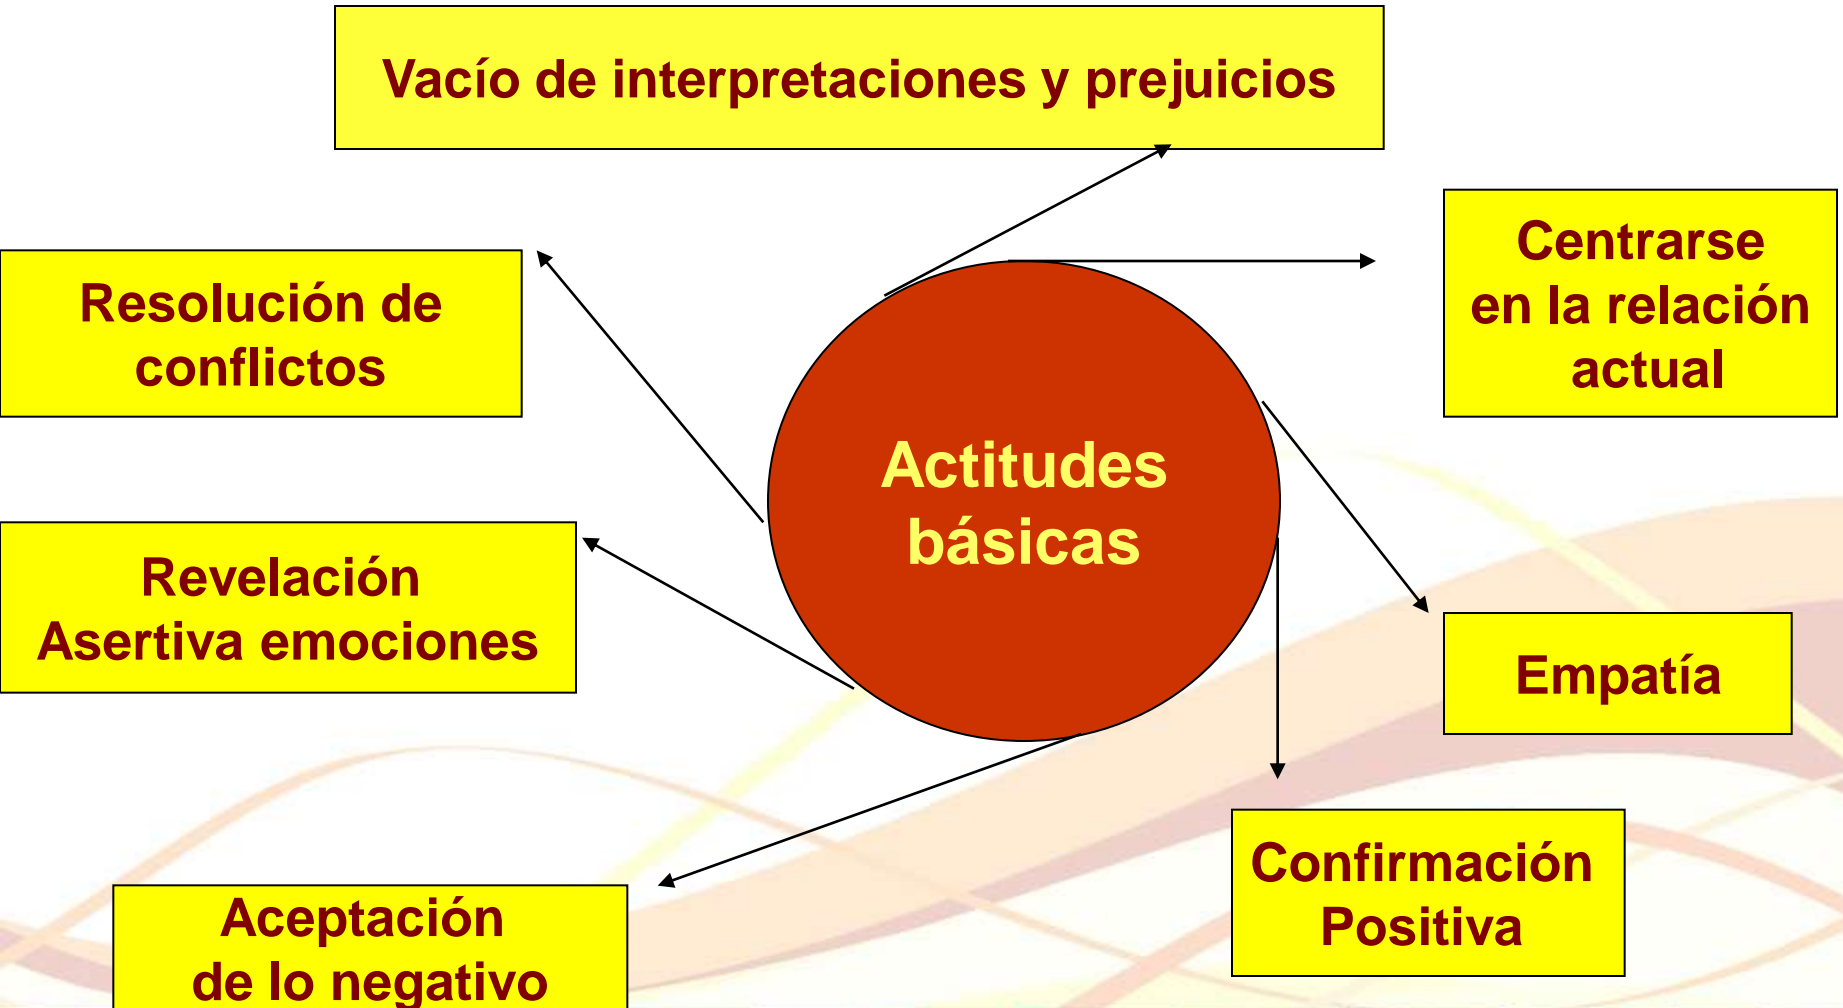 Vacío de interpretaciones y prejuicios
Centrarse
en la relación
actual
Resolución de
conflictos
Actitudes
básicas
Revelación
Asertiva emociones
Empatía
Confirmación
Positiva
Aceptación
de lo negativo